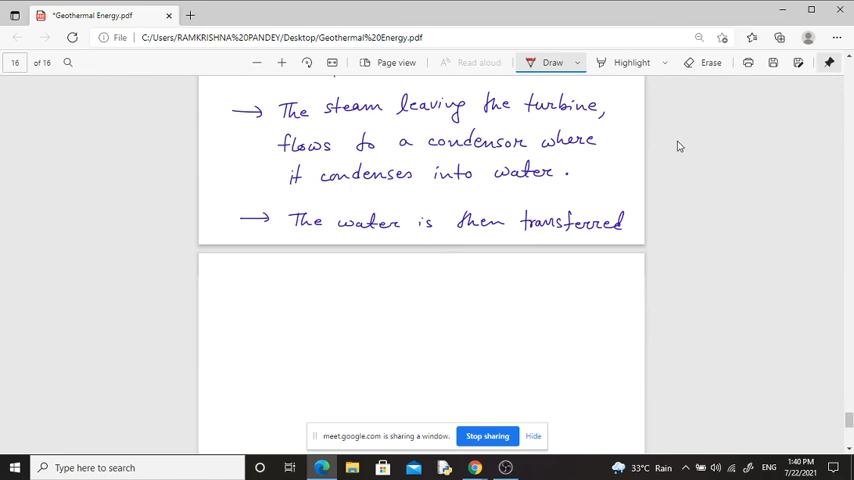 *Geothermal Energy.pdf
File C:/Users/RAMKRISHNA%20PANDEY/Desktop/Geothermal%20Energy.pdf
16 of 16 Page view Read aloud Draw Highlight Erase
→ The steam leaving the turbine,
flows to a condensor where
it condenses into water.
→ The water is then transferred
meet.google.com is sharing a window. Stop sharing Hide
Type here to search 33°C Rain ENG 1:40 PM
7/22/2021